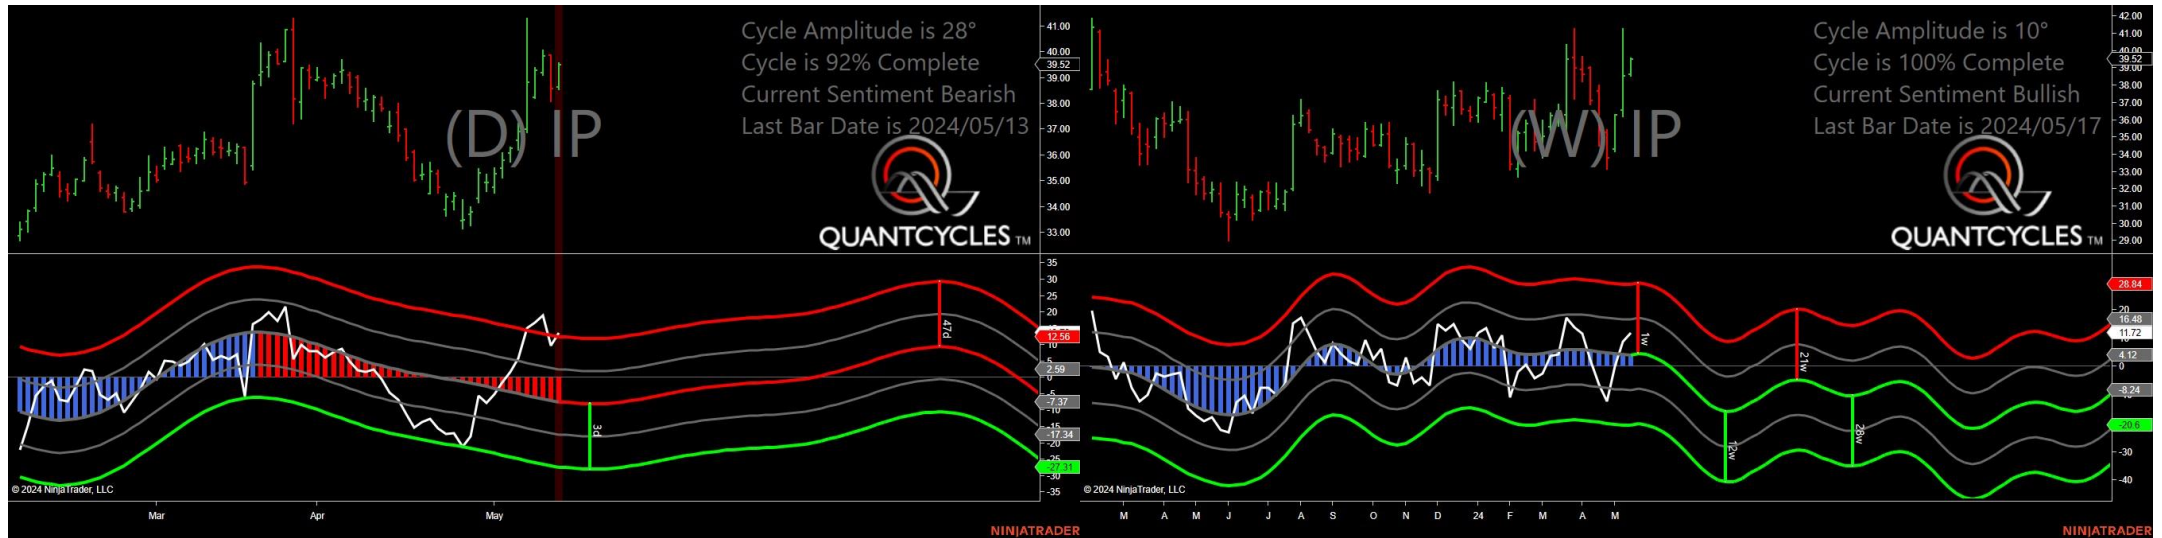 Cycle Amplitude is 28°
Cycle is 92% Complete
Current Sentiment Bearish
Last Bar Date is 2024/05/13
(D) IP
QUANTCYCLES TM
41.00
40.00
39.52
39.00
38.00
37.00
36.00
35.00
34.00
33.00
35
30
25
20
12.56
10
5
2.59
0
-7.37
-10
-15
-17.34
-20
-27.31
-30
-35
47d
3d
© 2024 NinjaTrader, LLC
Mar
Apr
May
NINJATRADER
Cycle Amplitude is 10°
Cycle is 100% Complete
Current Sentiment Bullish
Last Bar Date is 2024/05/17
(W) IP
QUANTCYCLES TM
42.00
41.00
40.00
39.52
39.00
38.00
37.00
36.00
35.00
34.00
33.00
32.00
31.00
30.00
29.00
28.84
20
16.48
11.72
4.12
0
-8.24
-20.6
-30
-40
1w
21w
12w
28w
© 2024 NinjaTrader, LLC
M A M J J A S O N D 24 F M A M
NINJATRADER